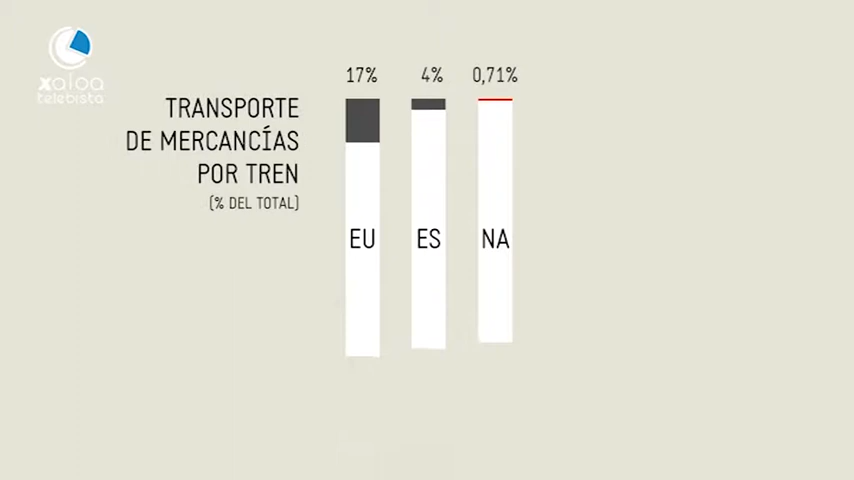 xaloa
telebista
TRANSPORTE
DE MERCANCÍAS
POR TREN
(% DEL TOTAL)
17% 4% 0,71%
EU ES NA